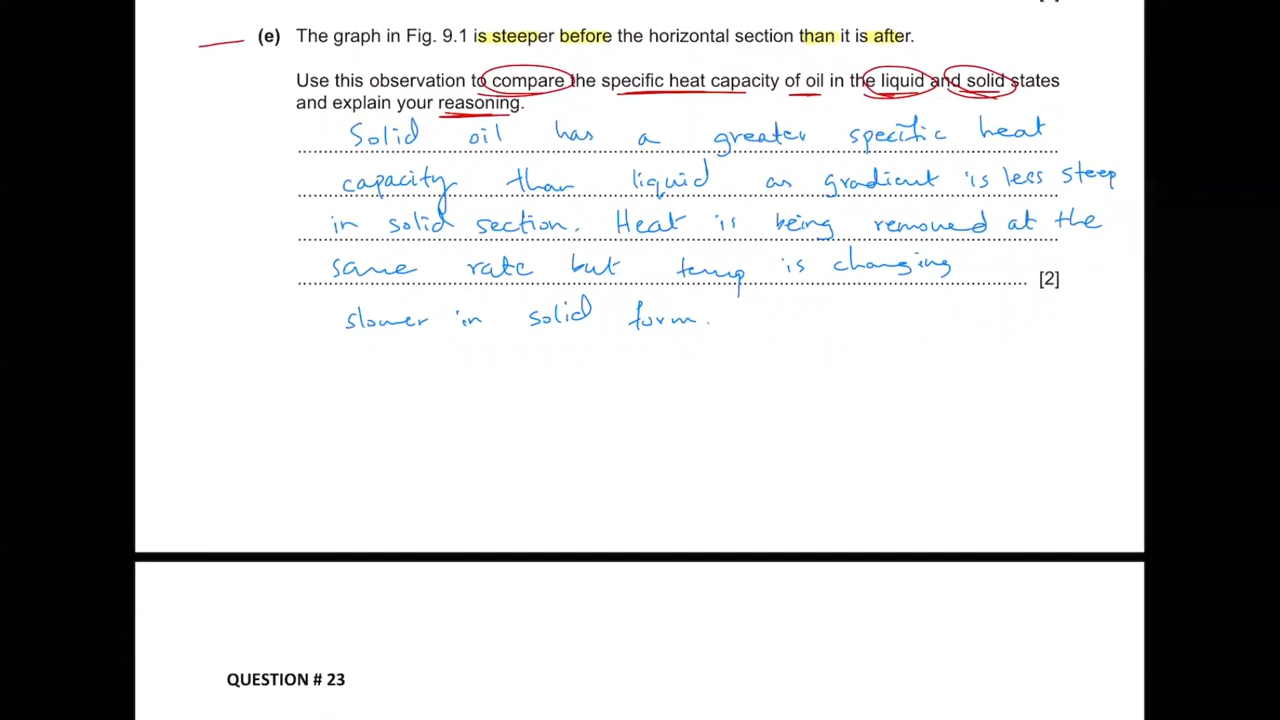 (e) The graph in Fig. 9.1 is steeper before the horizontal section than it is after.
Use this observation to compare the specific heat capacity of oil in the liquid and solid states
and explain your reasoning.
Solid oil has a greater specific heat
capacity than liquid as gradient is less steep
in solid section. Heat is being removed at the
same rate but temp is changing
[2]
slower in solid form.
QUESTION # 23